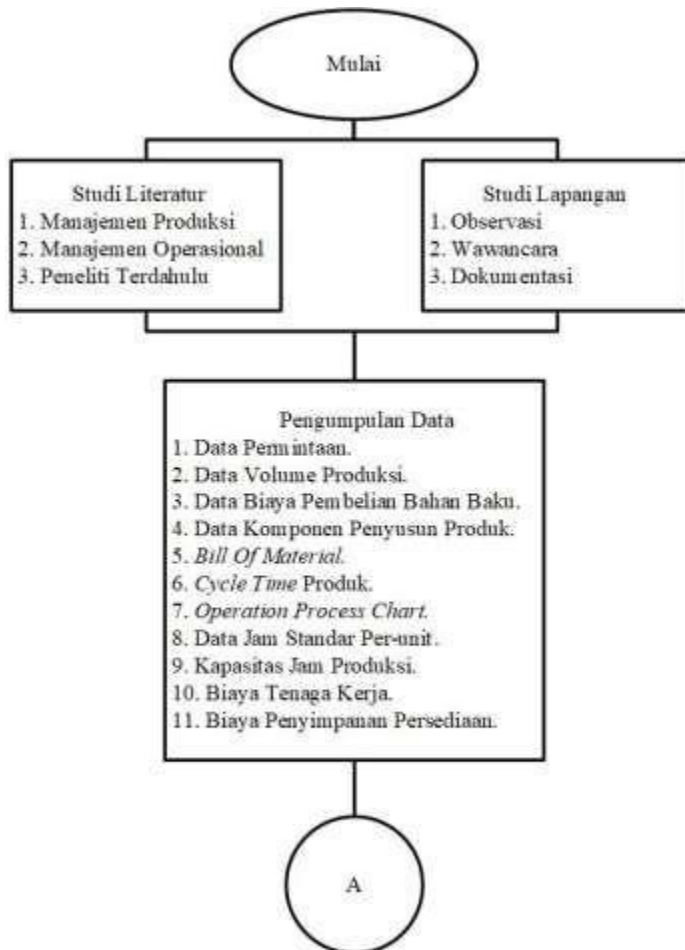 Mulai
Studi Literatur
1. Manajemen Produksi
2. Manajemen Operasional
3. Peneliti Terdahulu
Studi Lapangan
1. Observasi
2. Wawancara
3. Dokumentasi
Pengumpulan Data
1. Data Permintaan.
2. Data Volume Produksi.
3. Data Biaya Pembelian Bahan Baku.
4. Data Komponen Penyusun Produk.
5. Bill Of Material.
6. Cycle Time Produk.
7. Operation Process Chart.
8. Data Jam Standar Per-unit.
9. Kapasitas Jam Produksi.
10. Biaya Tenaga Kerja.
11. Biaya Penyimpanan Persediaan.
A